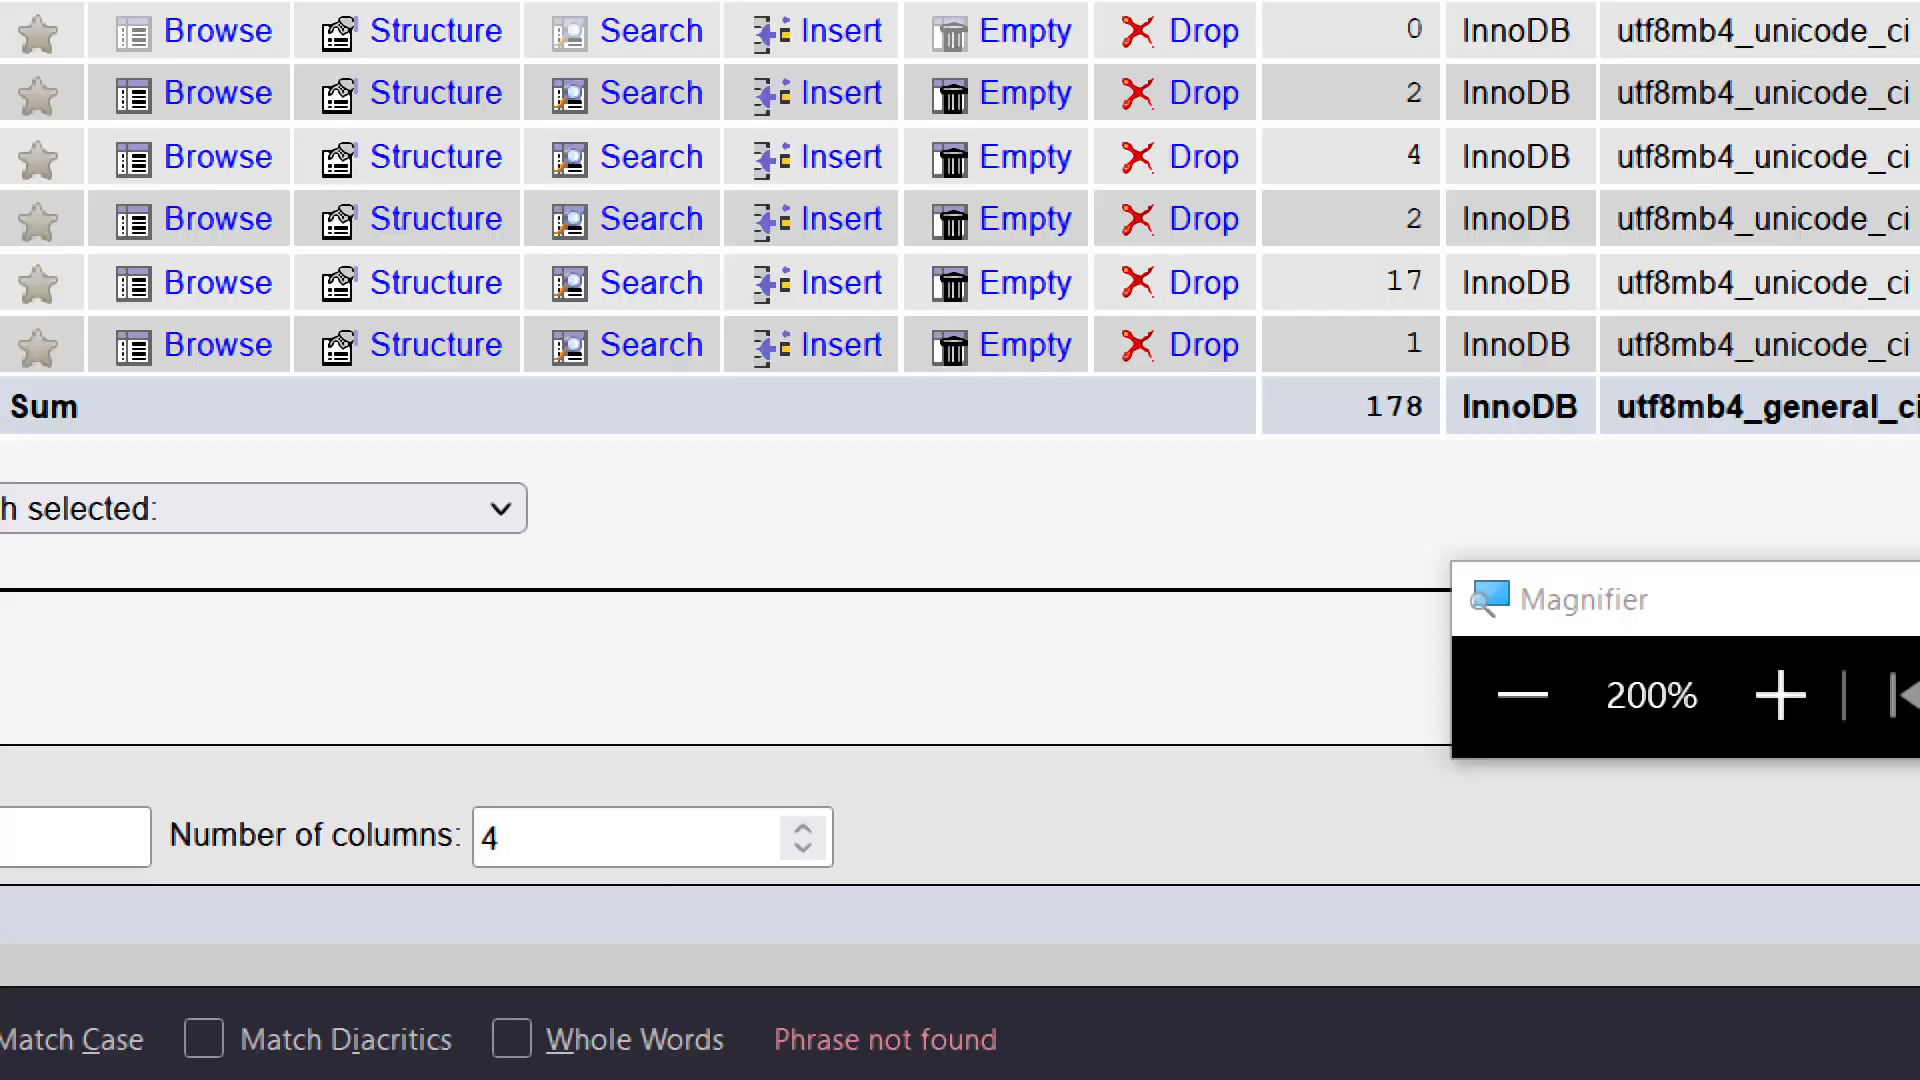 Browse Structure Search Insert Empty Drop 0 InnoDB utf8mb4_unicode_ci
Browse Structure Search Insert Empty Drop 2 InnoDB utf8mb4_unicode_ci
Browse Structure Search Insert Empty Drop 4 InnoDB utf8mb4_unicode_ci
Browse Structure Search Insert Empty Drop 2 InnoDB utf8mb4_unicode_ci
Browse Structure Search Insert Empty Drop 17 InnoDB utf8mb4_unicode_ci
Browse Structure Search Insert Empty Drop 1 InnoDB utf8mb4_unicode_ci
Sum 178 InnoDB utf8mb4_general_ci
h selected:
Magnifier
200%
Number of columns: 4
Match Case Match Diacritics Whole Words Phrase not found